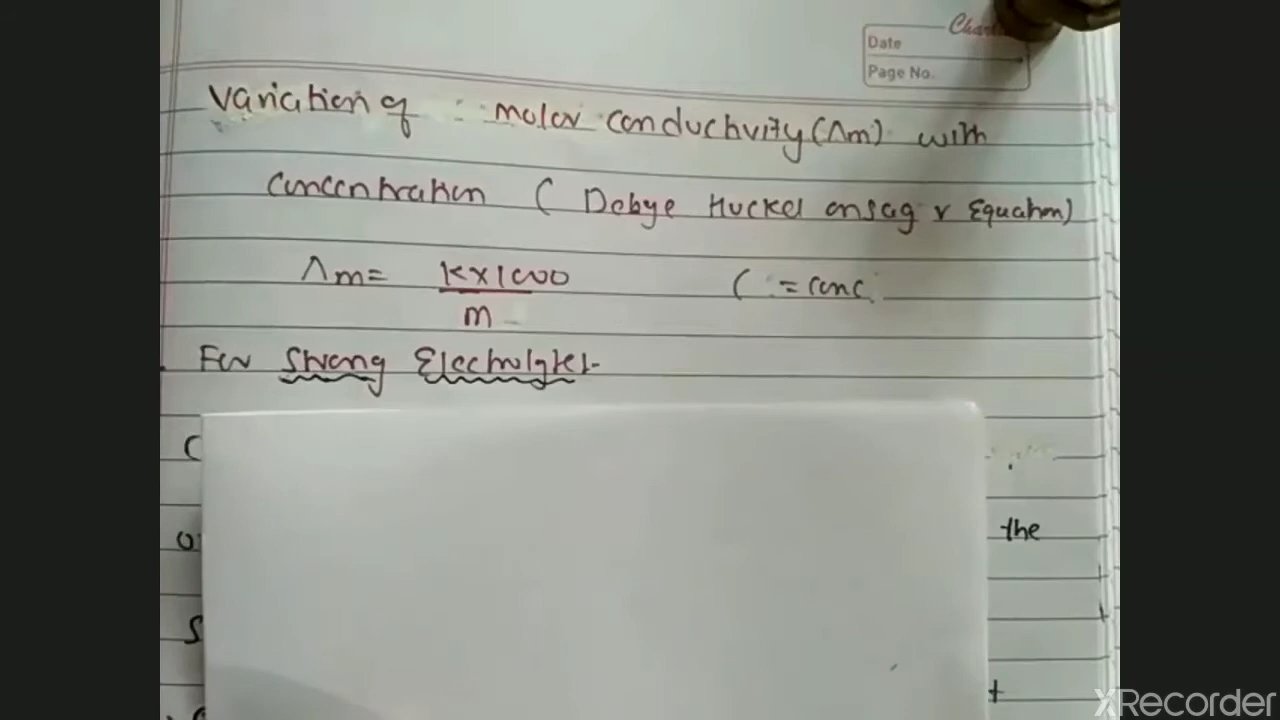 Date
Page No.
Variation of molar conductivity (Λm) with
concentration ( Debye Huckel onsag r Equation)
Λm = K×1000
m
C = conc.
For Strong Electrolytes-
C
the
S
XRecorder